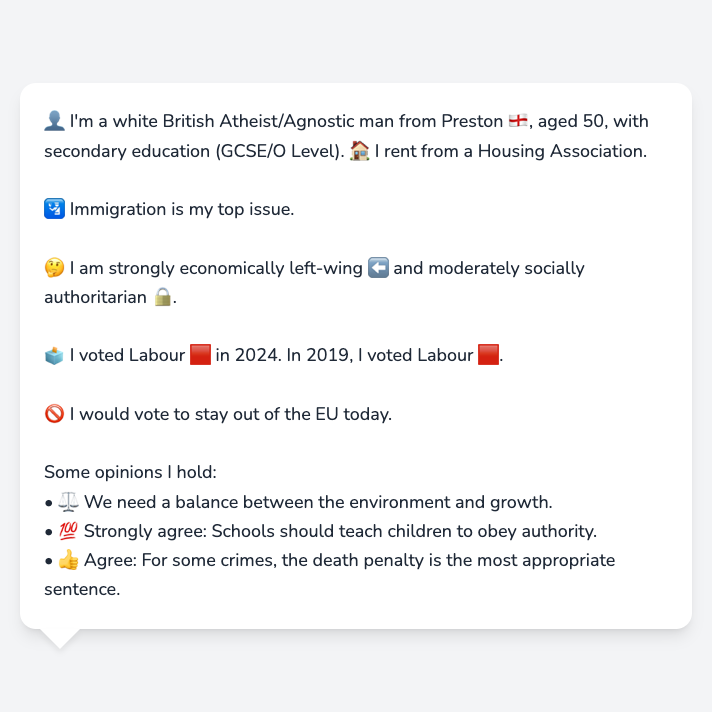 👤 I'm a white British Atheist/Agnostic man from Preston 🏴󠁧󠁢󠁥󠁮󠁧󠁿, aged 50, with
secondary education (GCSE/O Level). 🏠 I rent from a Housing Association.
🛂 Immigration is my top issue.
🤔 I am strongly economically left-wing ⬅️ and moderately socially
authoritarian 🔒.
🗳️ I voted Labour 🟥 in 2024. In 2019, I voted Labour 🟥.
🚫 I would vote to stay out of the EU today.
Some opinions I hold:
• ⚖️ We need a balance between the environment and growth.
• 💯 Strongly agree: Schools should teach children to obey authority.
• 👍 Agree: For some crimes, the death penalty is the most appropriate
sentence.